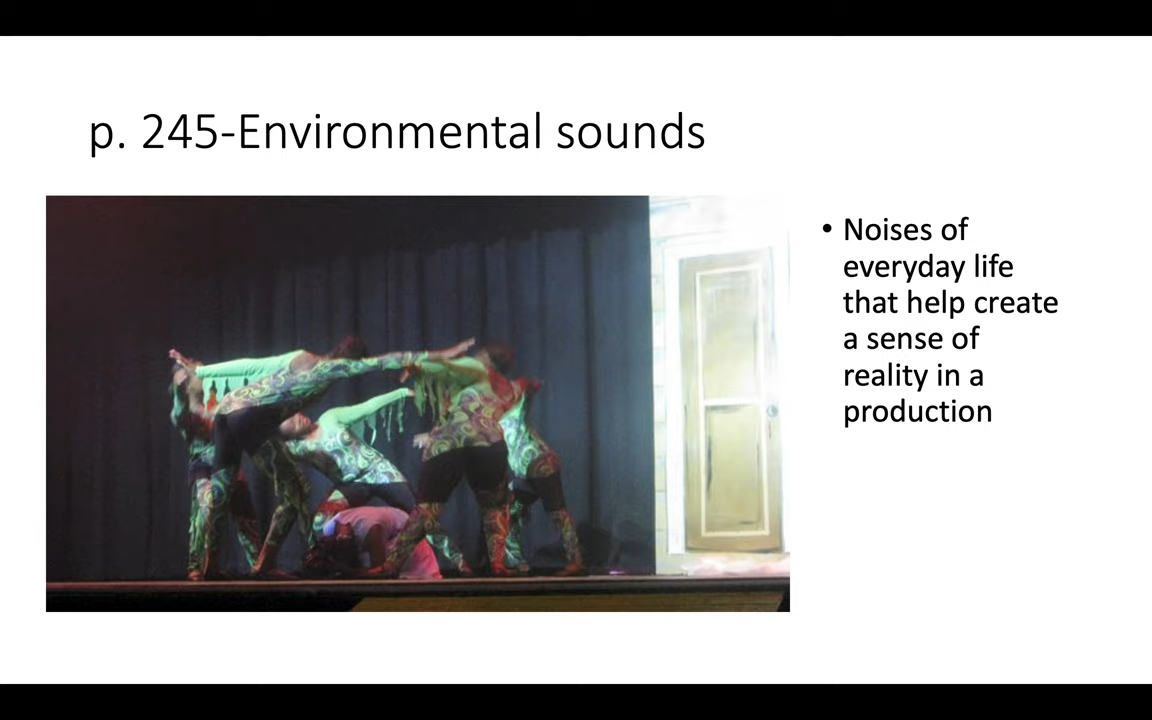 p. 245-Environmental sounds
• Noises of
everyday life
that help create
a sense of
reality in a
production